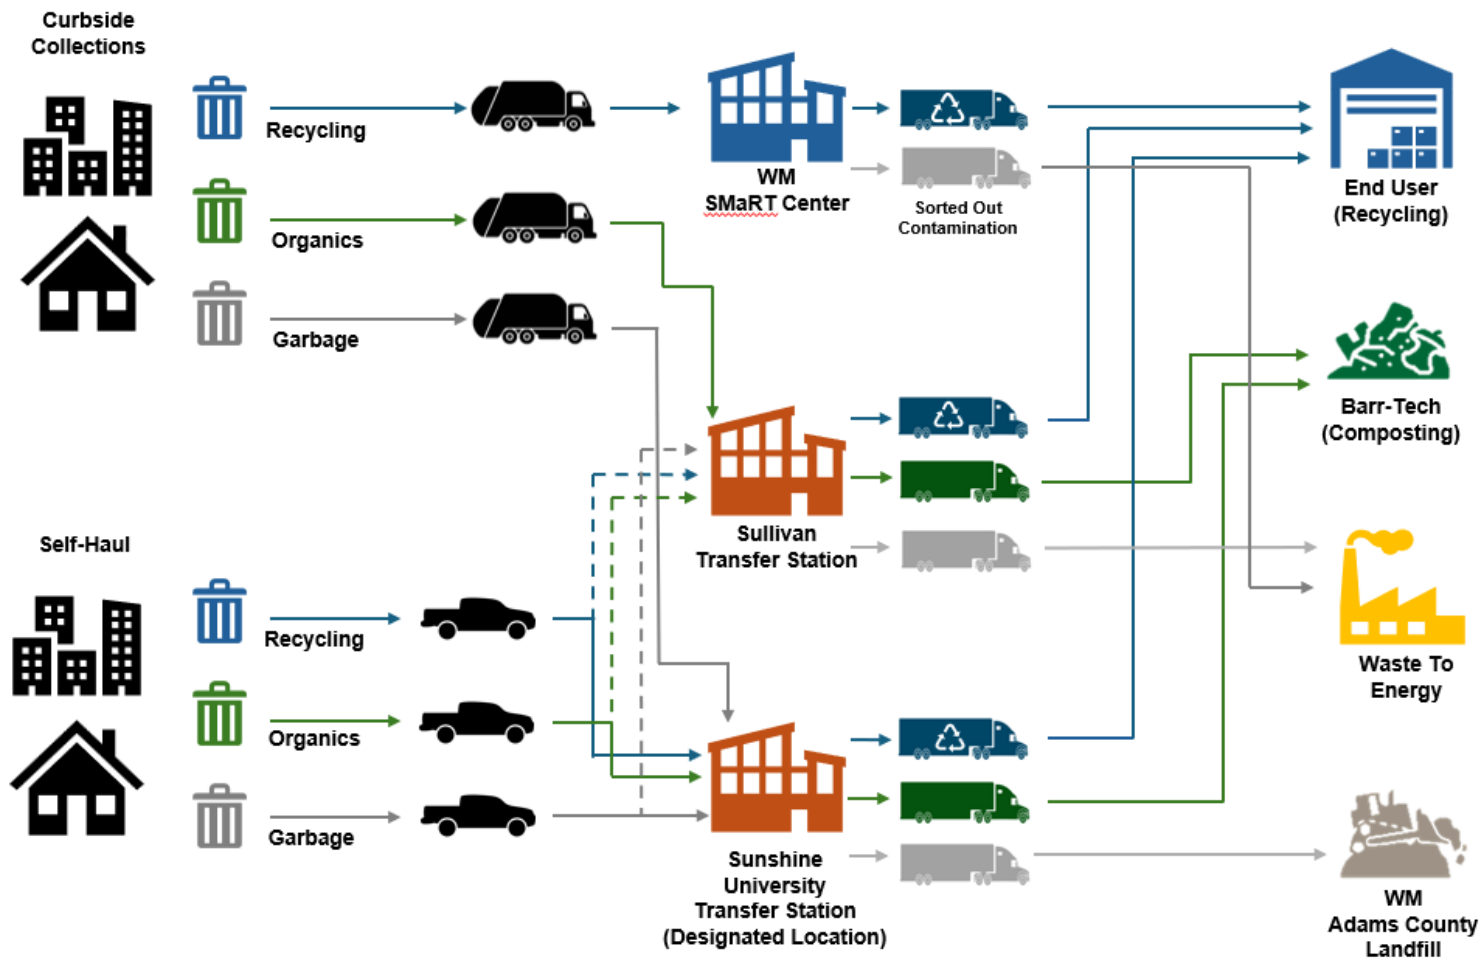 Curbside
Collections
Recycling
Organics
Garbage
WM
SMaRT Center
Sorted Out
Contamination
End User
(Recycling)
Barr-Tech
(Composting)
Sullivan
Transfer Station
Waste To
Energy
Self-Haul
Recycling
Organics
Garbage
Sunshine
University
Transfer Station
(Designated Location)
WM
Adams County
Landfill